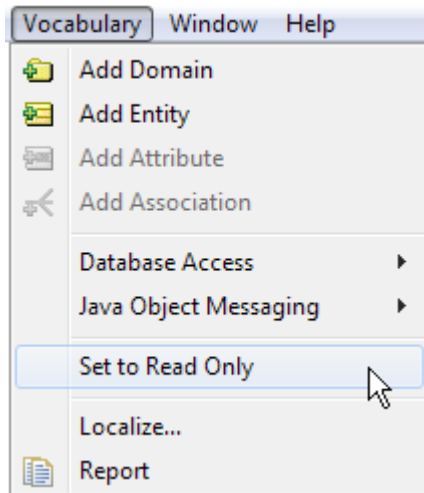 Vocabulary Window Help
Add Domain
Add Entity
Add Attribute
Add Association
Database Access
Java Object Messaging
Set to Read Only
Localize...
Report